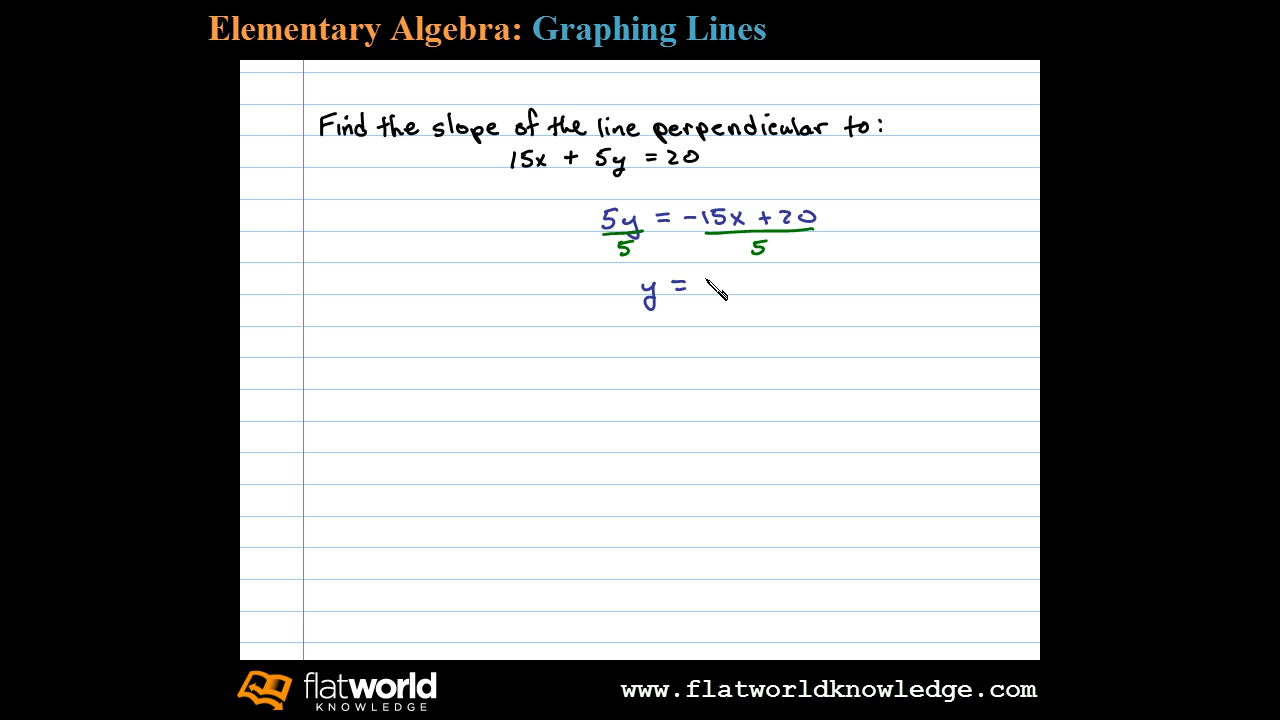 Elementary Algebra: Graphing Lines
Find the slope of the line perpendicular to:
15x + 5y = 20
5y = -15x + 20
5 5
y =
flatworld
KNOWLEDGE
www.flatworldknowledge.com